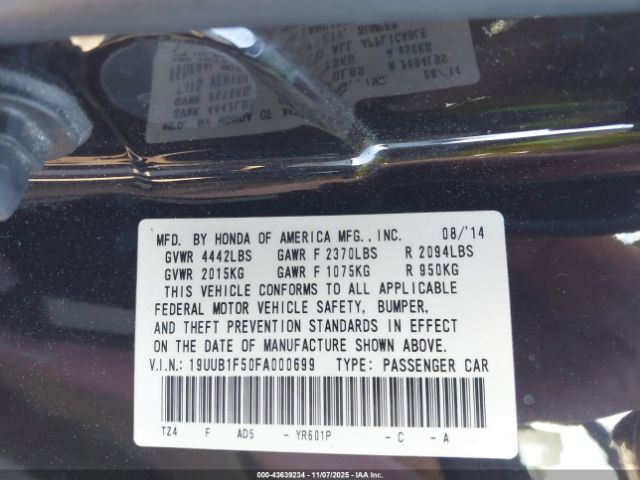 MFD. BY HONDA OF AMERICA MFG., INC. 08/'14
GVWR 4442LBS GAWR F 2370LBS R 2094LBS
GVWR 2015KG GAWR F 1075KG R 950KG
THIS VEHICLE CONFORMS TO ALL APPLICABLE
FEDERAL MOTOR VEHICLE SAFETY, BUMPER,
AND THEFT PREVENTION STANDARDS IN EFFECT
ON THE DATE OF MANUFACTURE SHOWN ABOVE.
V.I.N.: 19UUB1F50FA000699 TYPE: PASSENGER CAR
TZ4 F AD5 - YR601P - C - A
000-43639234 - 11/07/2025 - IAAI.com